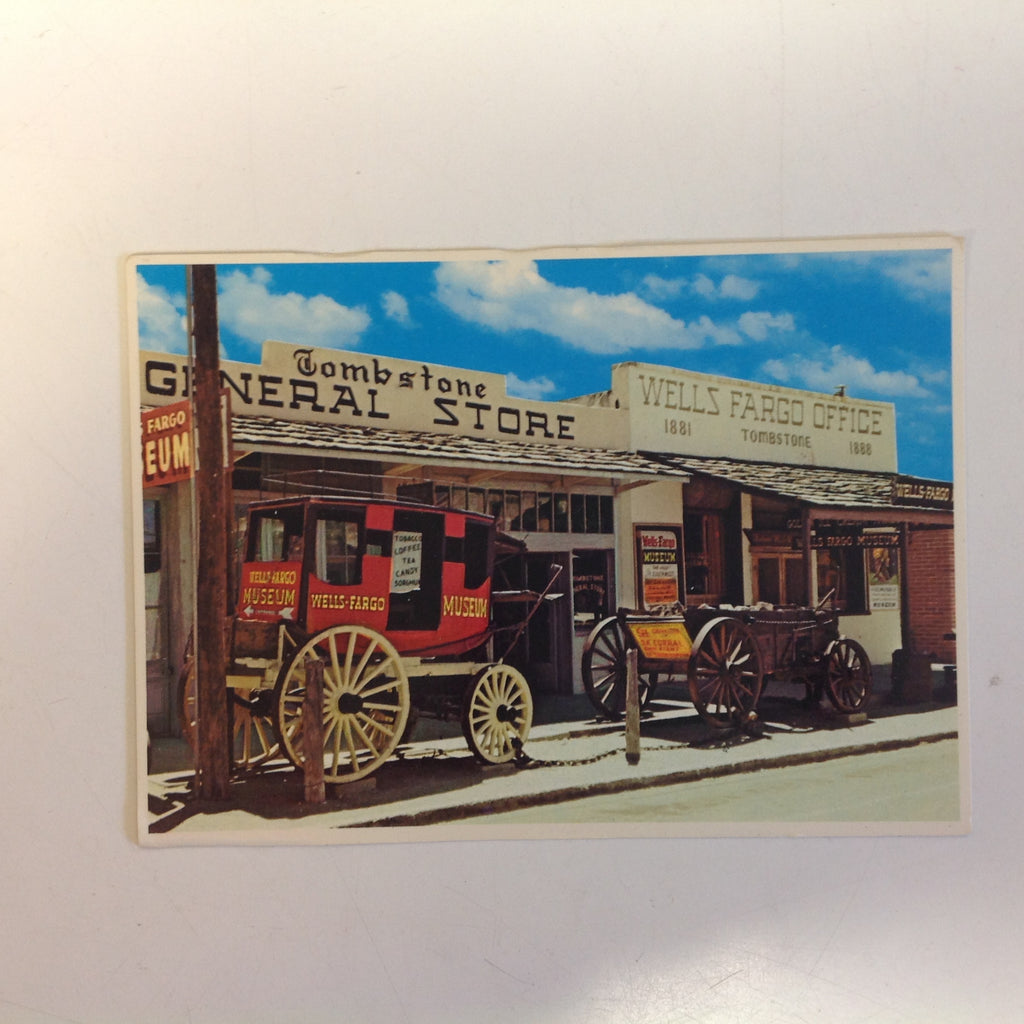 Tombstone
GENERAL STORE
WELLS FARGO OFFICE
1881 TOMBSTONE 1888
FARGO
EUM
WELLS-FARGO
WELLS FARGO MUSEUM
TOBACCO
COFFEE
TEA
CANDY
SORGHUM
WELLS FARGO
MUSEUM
WELLS-FARGO
MUSEUM
Wells-Fargo
MUSEUM
MUSEUM